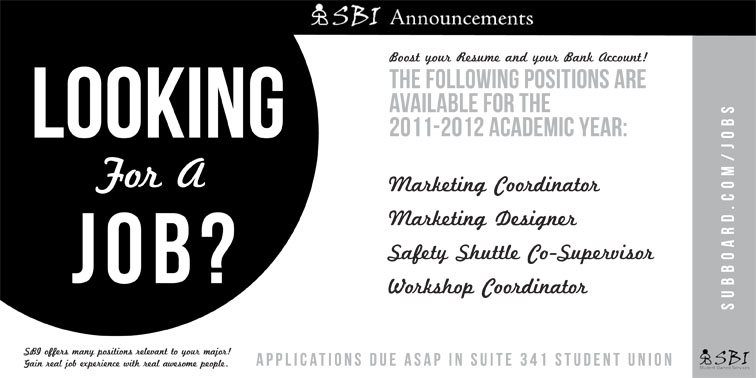 SBI Announcements
LOOKING
For A
JOB?
Boost your Resume and your Bank Account!
THE FOLLOWING POSITIONS ARE
AVAILABLE FOR THE
2011-2012 ACADEMIC YEAR:
Marketing Coordinator
Marketing Designer
Safety Shuttle Co-Supervisor
Workshop Coordinator
SBI offers many positions relevant to your major!
Gain real job experience with real awesome people.
APPLICATIONS DUE ASAP IN SUITE 341 STUDENT UNION
SUBBOARD.COM/JOBS
SBI